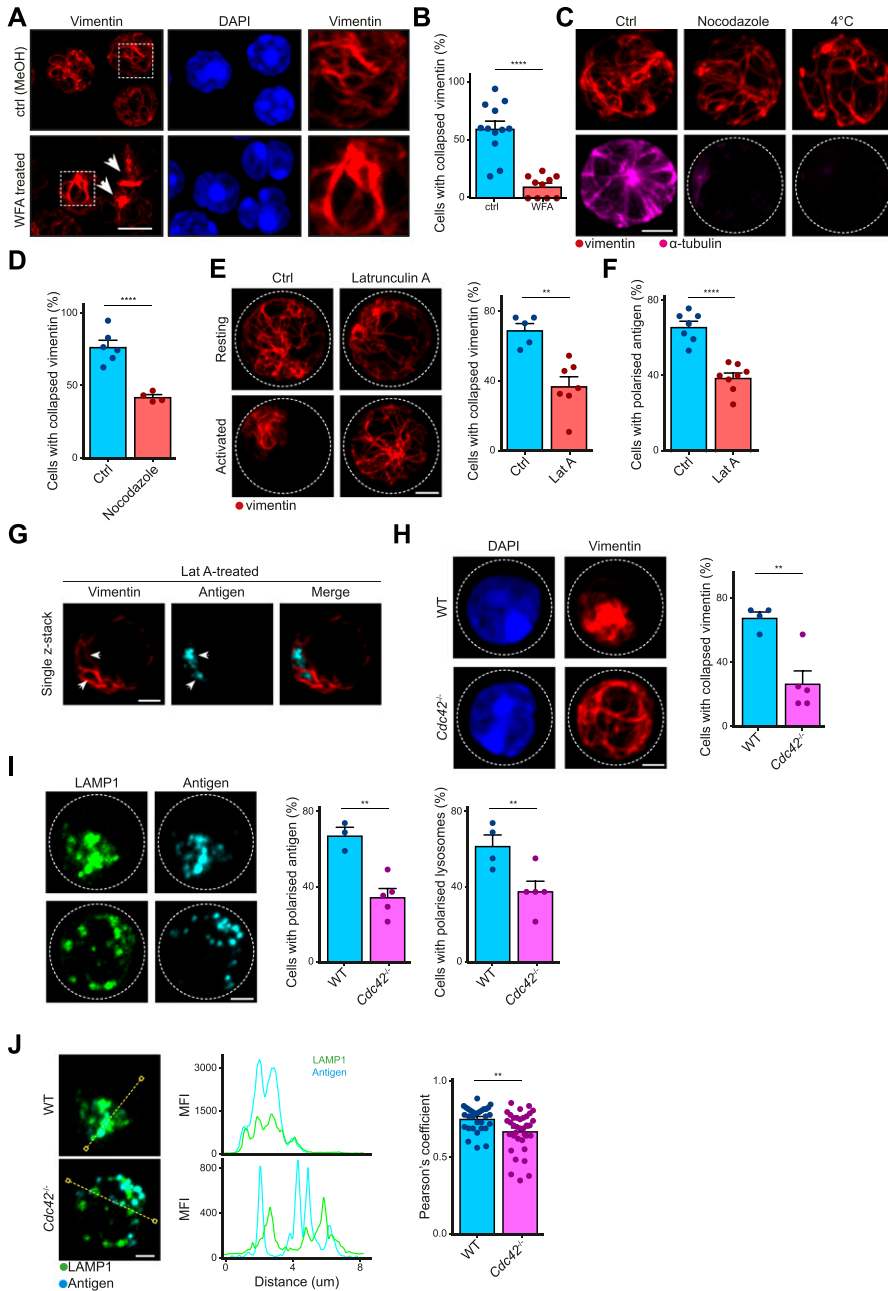 A
Vimentin
DAPI
Vimentin
ctrl (MeOH)
WFA treated
B
Cells with collapsed vimentin (%)
100
50
0
****
ctrl
WFA
C
Ctrl
Nocodazole
4°C
vimentin
α-tubulin
D
Cells with collapsed vimentin (%)
100
50
0
****
Ctrl
Nocodazole
E
Ctrl
Latrunculin A
Resting
Activated
vimentin
Cells with collapsed vimentin (%)
80
40
0
**
Ctrl
Lat A
F
Cells with polarised antigen (%)
80
40
0
****
Ctrl
Lat A
G
Lat A-treated
Vimentin
Antigen
Merge
Single z-stack
H
DAPI
Vimentin
WT
Cdc42-/-
Cells with collapsed vimentin (%)
80
40
0
**
WT
Cdc42-/-
I
LAMP1
Antigen
Cells with polarised antigen (%)
80
40
0
**
WT
Cdc42-/-
Cells with polarised lysosomes (%)
80
40
0
**
WT
Cdc42-/-
J
WT
Cdc42-/-
LAMP1
Antigen
MFI
3000
1500
0
LAMP1
Antigen
MFI
800
400
0
0
4
8
Distance (um)
Pearson's coefficient
1.0
0.5
0.0
**
WT
Cdc42-/-